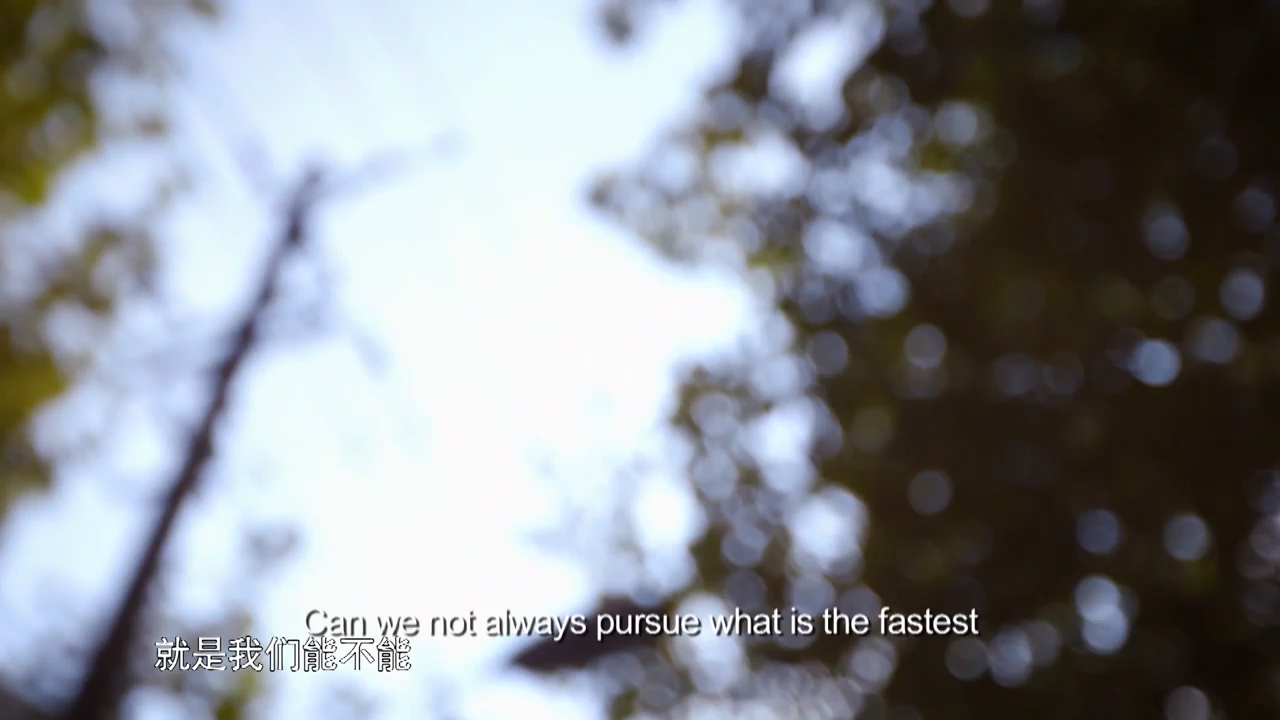 Can we not always pursue what is the fastest
就是我们能不能